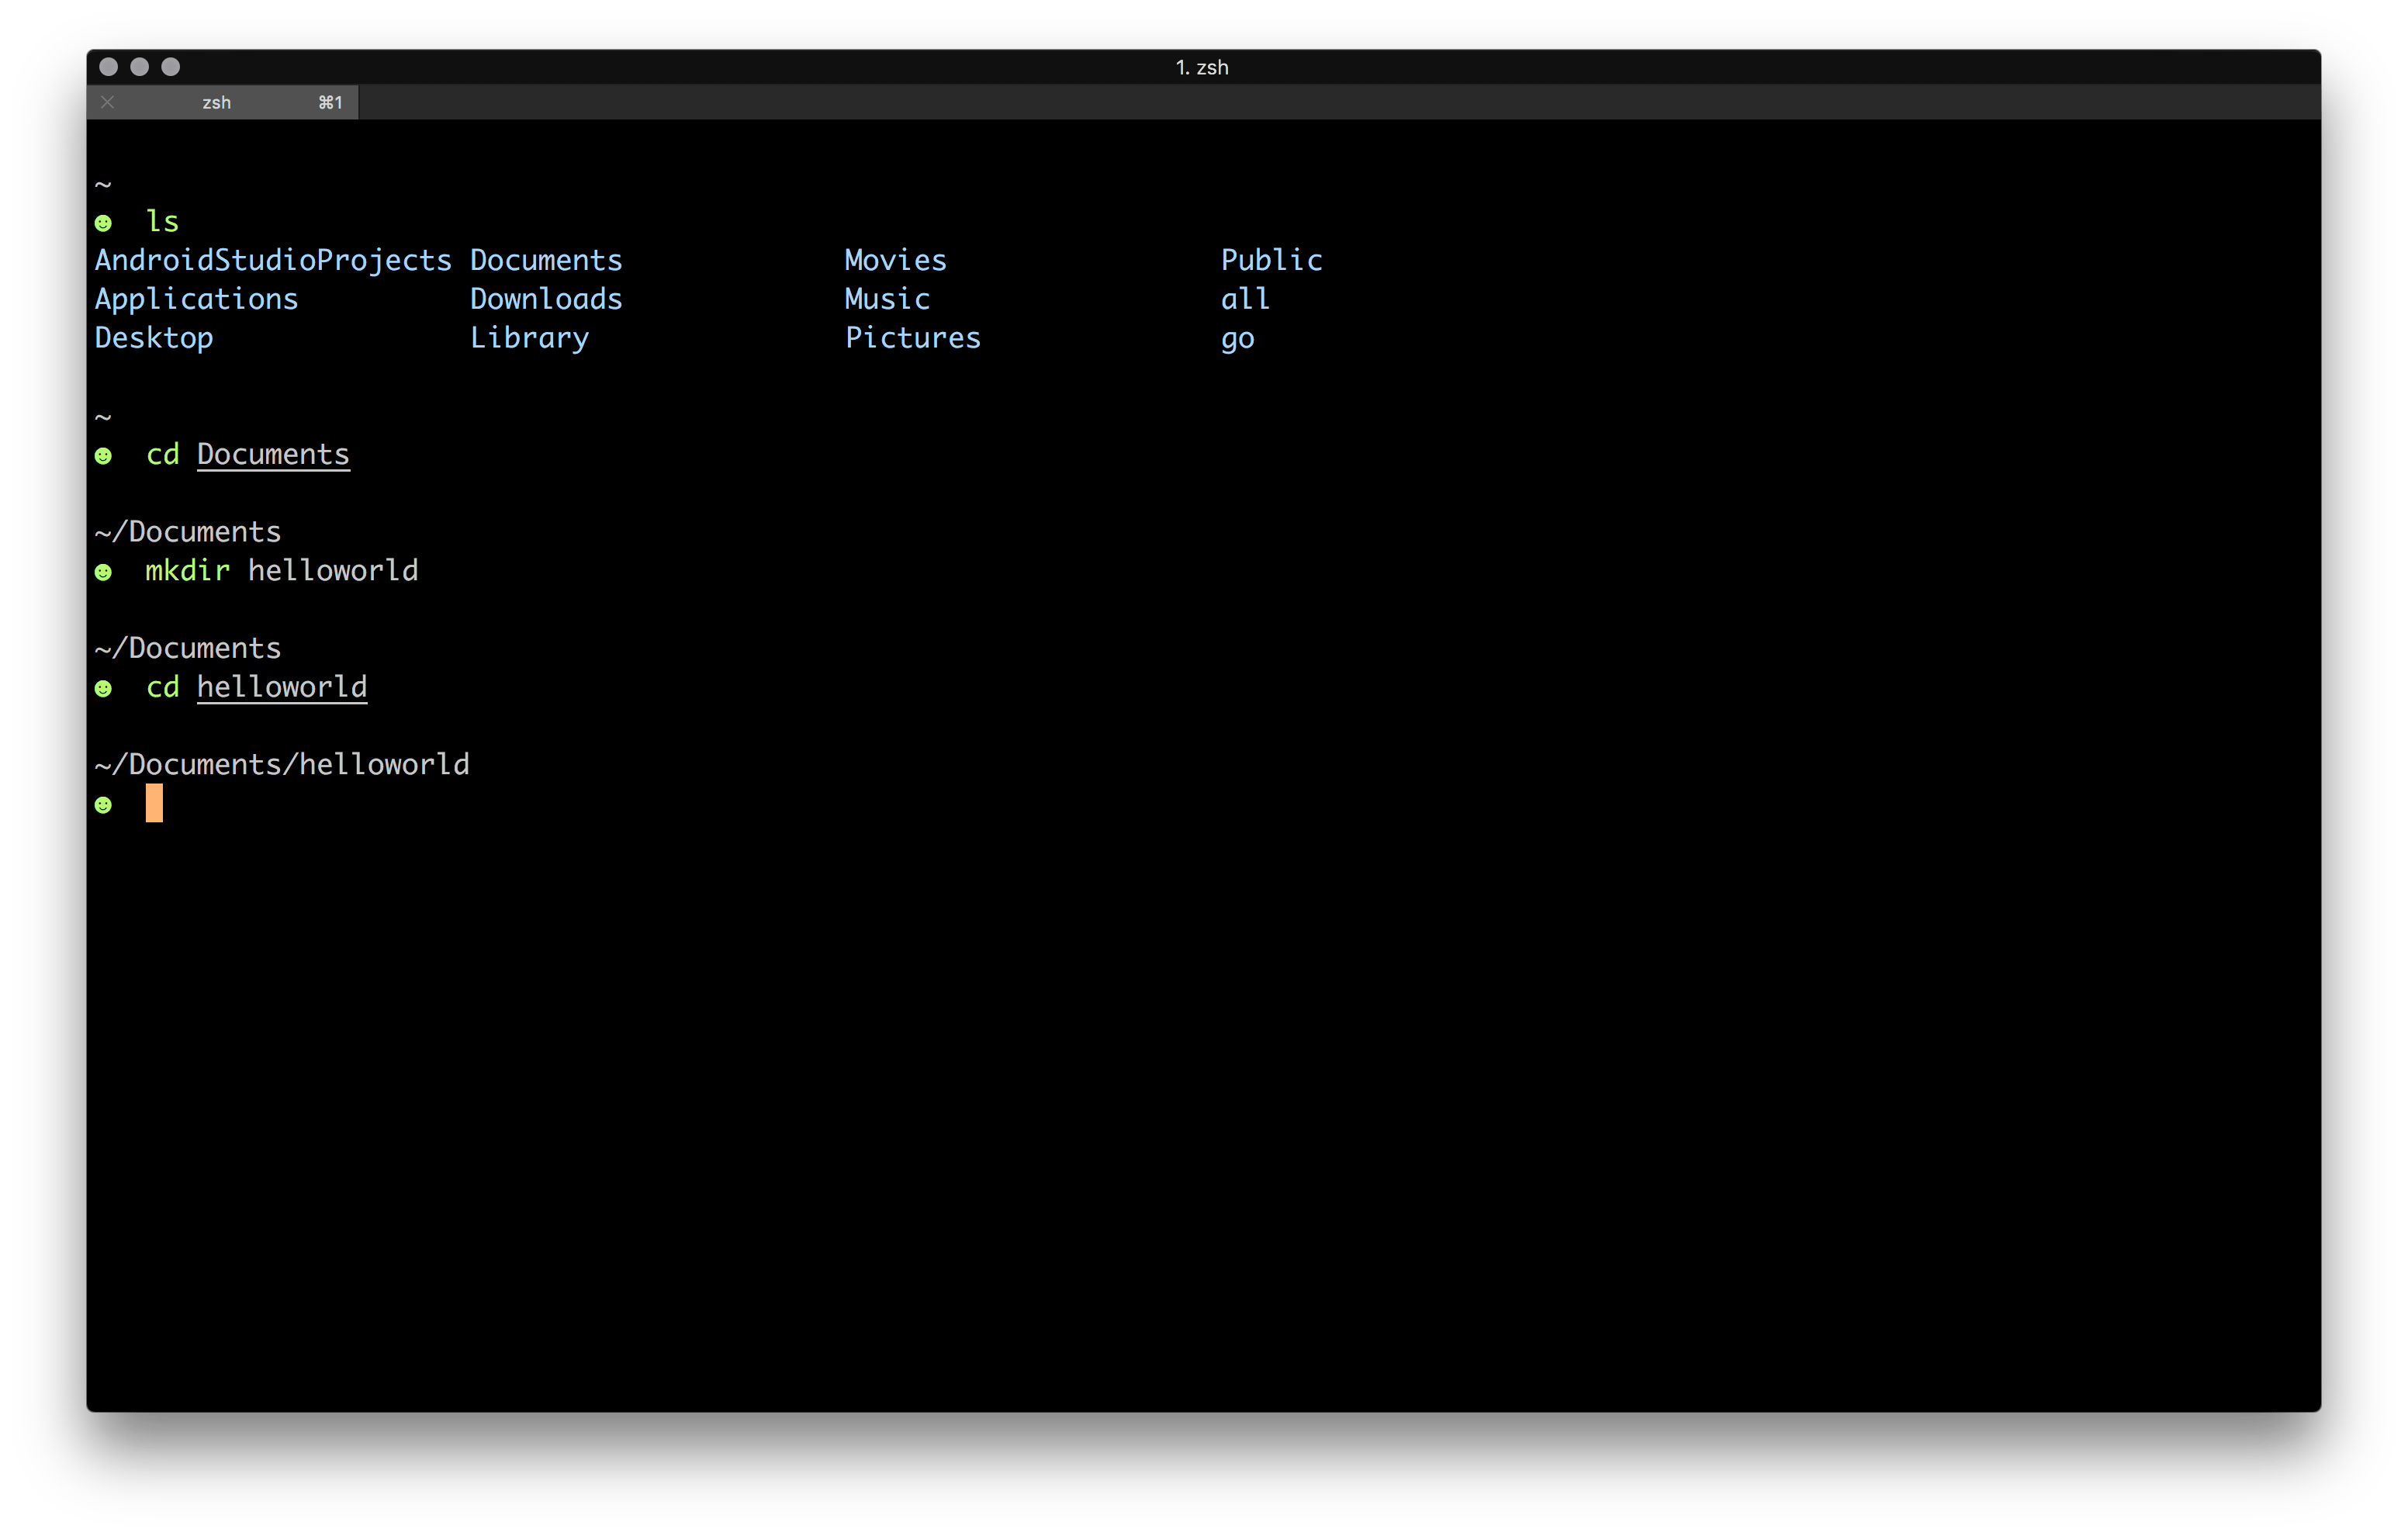 1. zsh
zsh ⌘1
~
☻ ls
AndroidStudioProjects Documents Movies Public
Applications Downloads Music all
Desktop Library Pictures go
~
☻ cd Documents
~/Documents
☻ mkdir helloworld
~/Documents
☻ cd helloworld
~/Documents/helloworld
☻